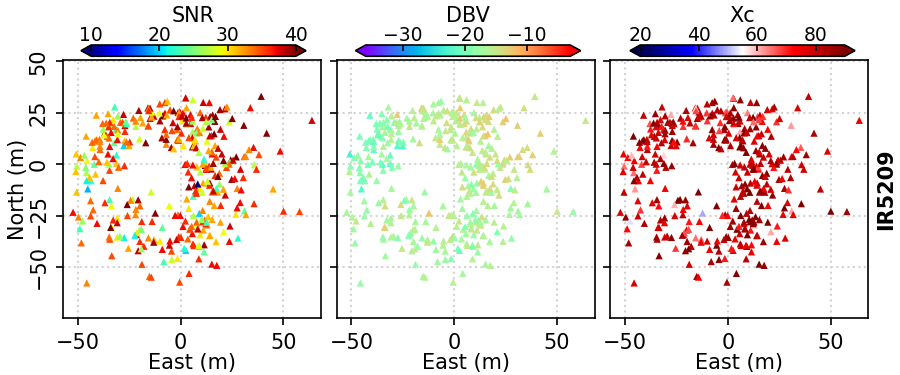 SNR DBV Xc
10 20 30 40 −30 −20 −10 20 40 60 80
50
25
0
−25
−50
North (m)
IR5209
−50 0 50 −50 0 50 −50 0 50
East (m) East (m) East (m)